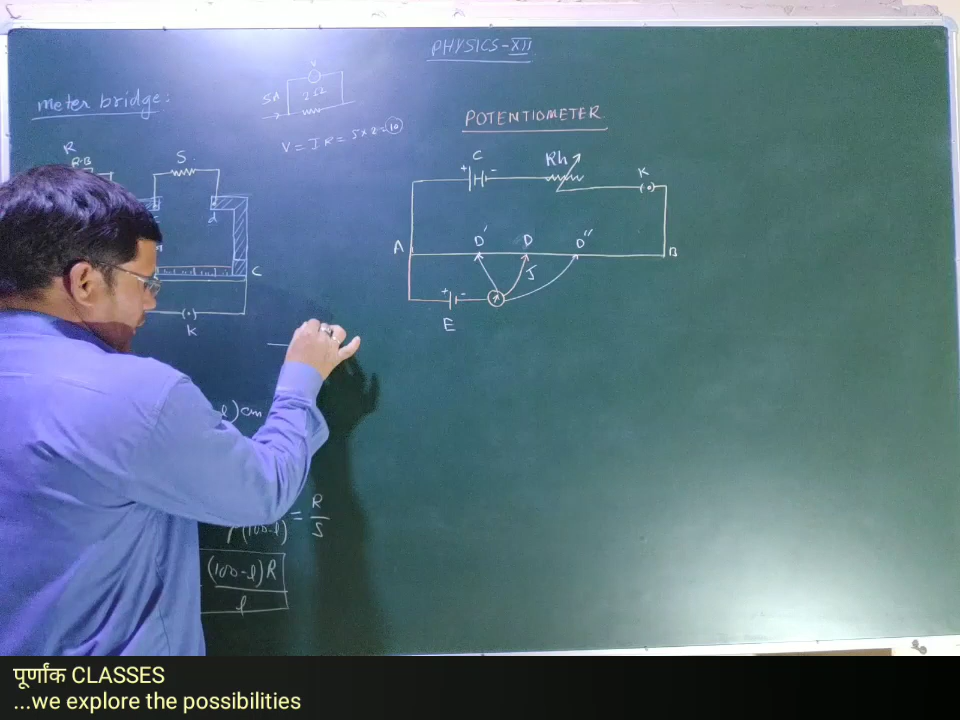 PHYSICS-XII
meter bridge:
V
5A
2Ω
V = IR = 5×2=10
POTENTIOMETER
R
R.B
S
d
C
K
C
+
-
Rh
K
A
D'
D
D"
B
J
+
-
E
l) cm
(100-l) = R/S
(100-l)R
l
पूर्णांक CLASSES
...we explore the possibilities